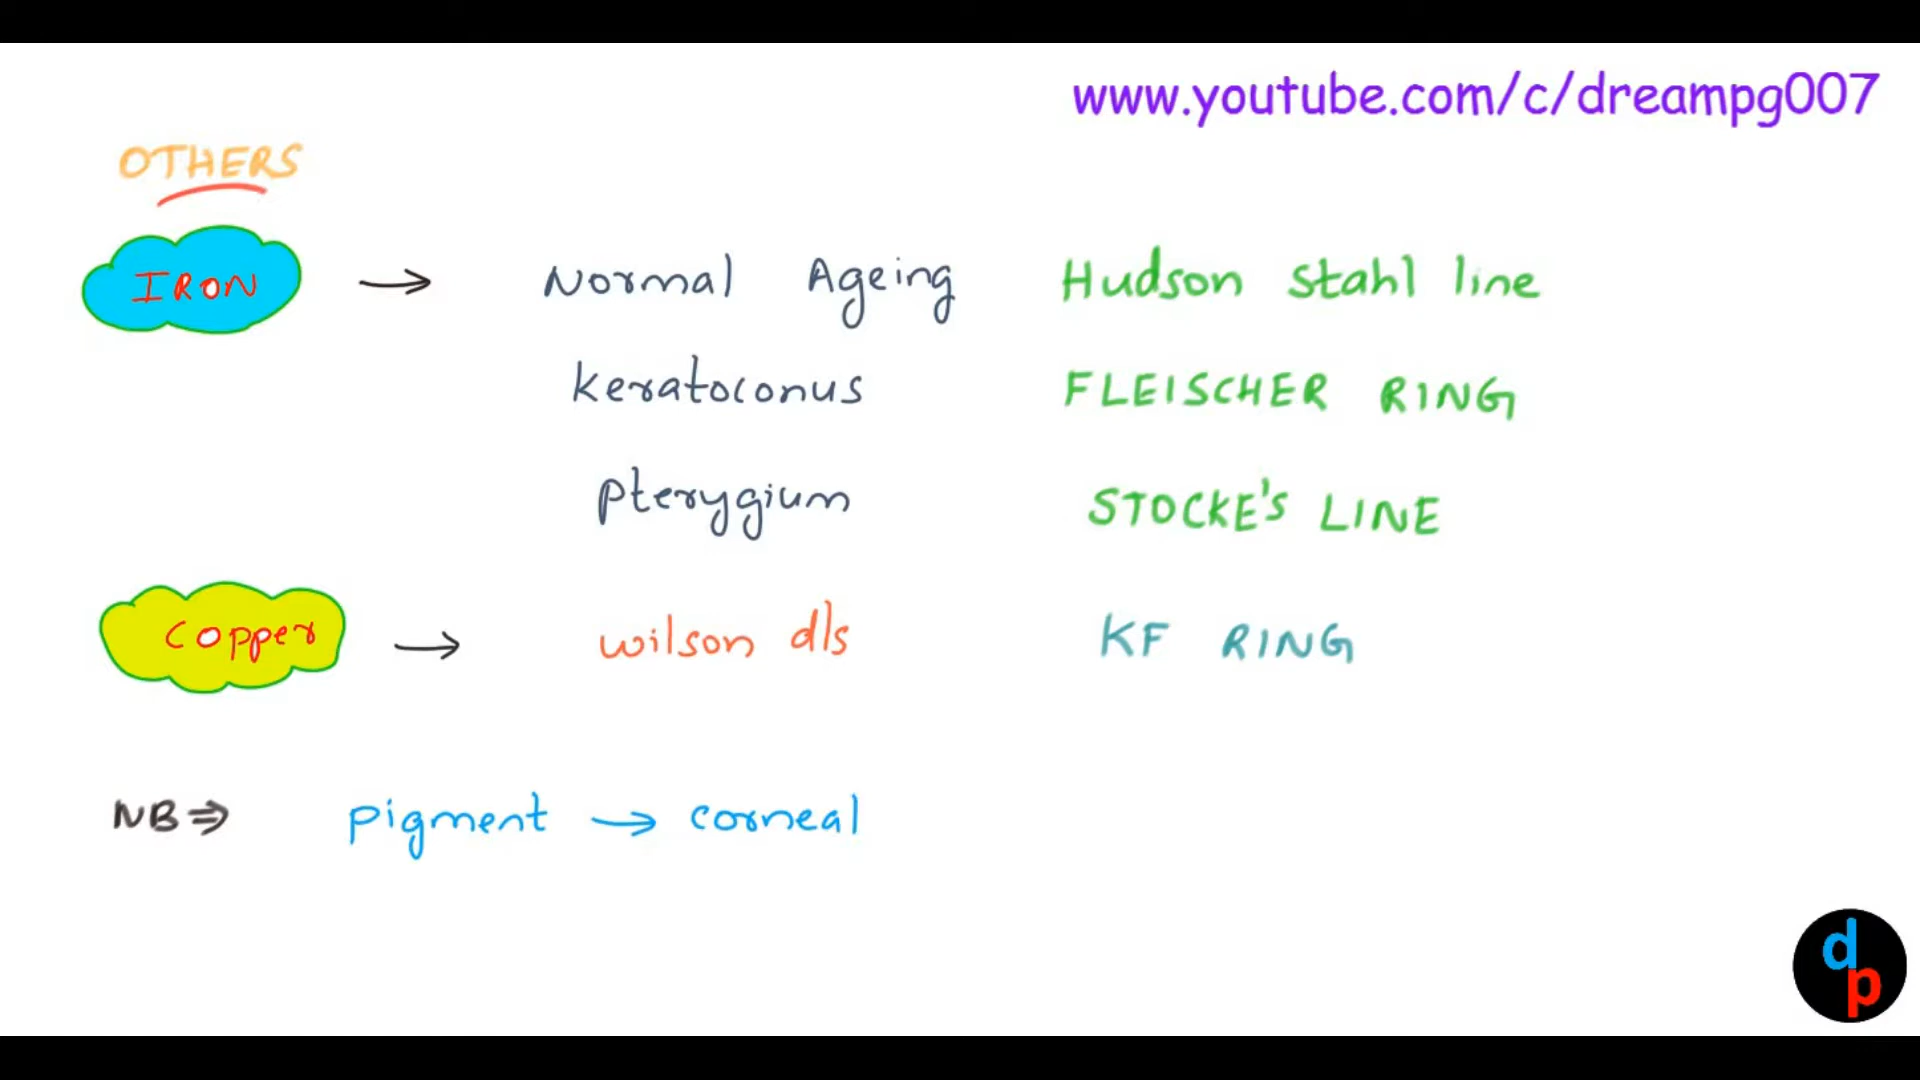 www.youtube.com/c/dreampg007
OTHERS
IRON → Normal Ageing Hudson Stahl line
Keratoconus FLEISCHER RING
Pterygium STOCKE'S LINE
Copper → wilson d/s KF RING
NB ⇒ Pigment → corneal
dp